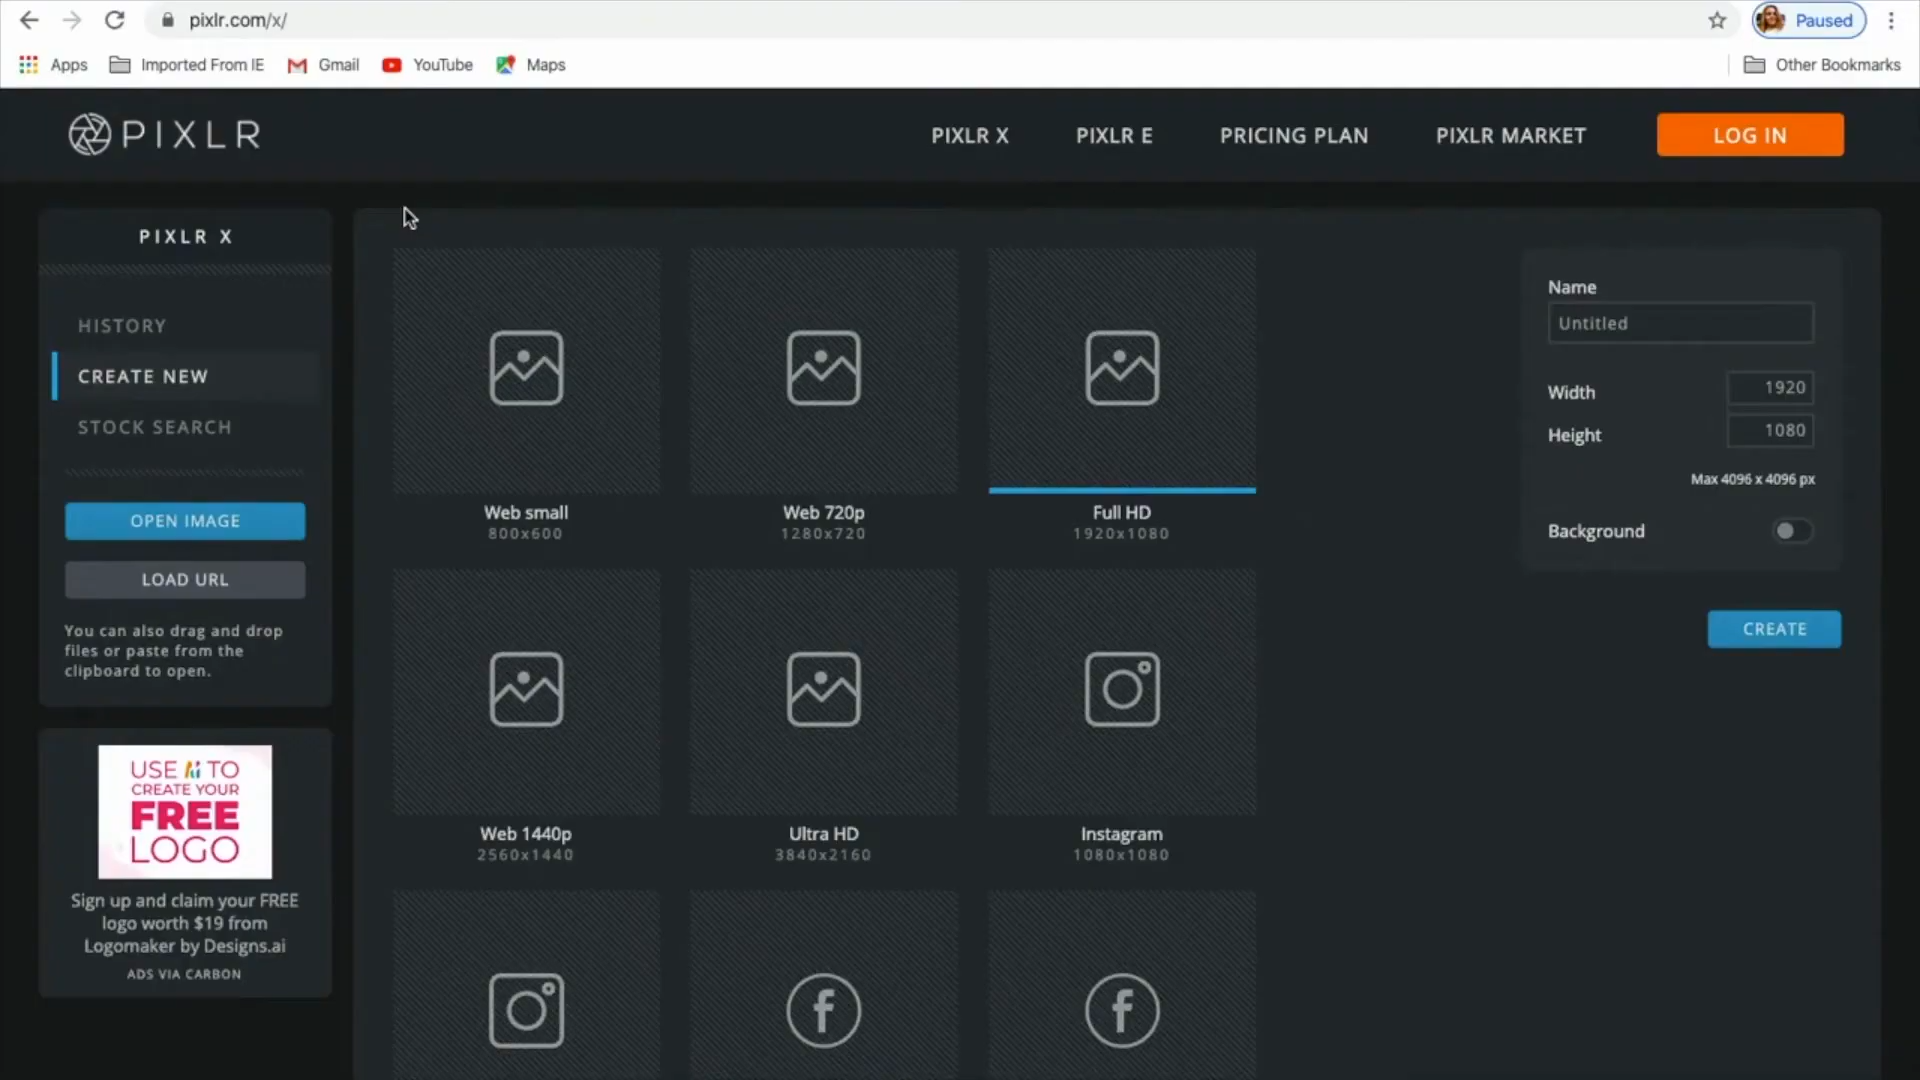 pixlr.com/x/
Paused
Apps
Imported From IE
Gmail
YouTube
Maps
Other Bookmarks
PIXLR
PIXLR X
PIXLR E
PRICING PLAN
PIXLR MARKET
LOG IN
PIXLR X
HISTORY
CREATE NEW
STOCK SEARCH
OPEN IMAGE
LOAD URL
You can also drag and drop
files or paste from the
clipboard to open.
USE Ai TO
CREATE YOUR
FREE
LOGO
Sign up and claim your FREE
logo worth $19 from
Logomaker by Designs.ai
ADS VIA CARBON
Web small
800x600
Web 720p
1280x720
Full HD
1920x1080
Web 1440p
2560x1440
Ultra HD
3840x2160
Instagram
1080x1080
Name
Untitled
Width
1920
Height
1080
Max 4096 x 4096 px
Background
CREATE